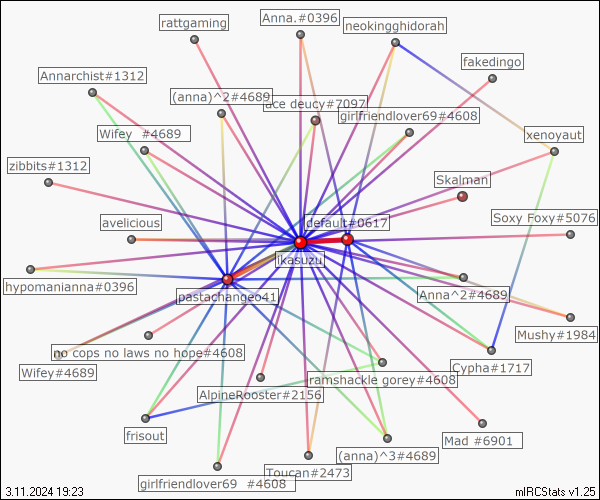 rattgaming
Anna.#0396
neokingghidorah
fakedingo
Annarchist#1312
(anna)^2#4689
ace deucy#7097
girlfriendlover69#4608
Wifey  #4689
xenoyaut
zibbits#1312
Skalman
avelicious
default#0617
Soxy Foxy#5076
ikasuzu
hypomanianna#0396
pastachangeo41
Anna^2#4689
Mushy#1984
no cops no laws no hope#4608
Wifey#4689
Cypha#1717
ramshackle gorey#4608
AlpineRooster#2156
frisout
Mad #6901
(anna)^3#4689
Toucan#2473
girlfriendlover69  #4608
3.11.2024 19:23
mIRCStats v1.25